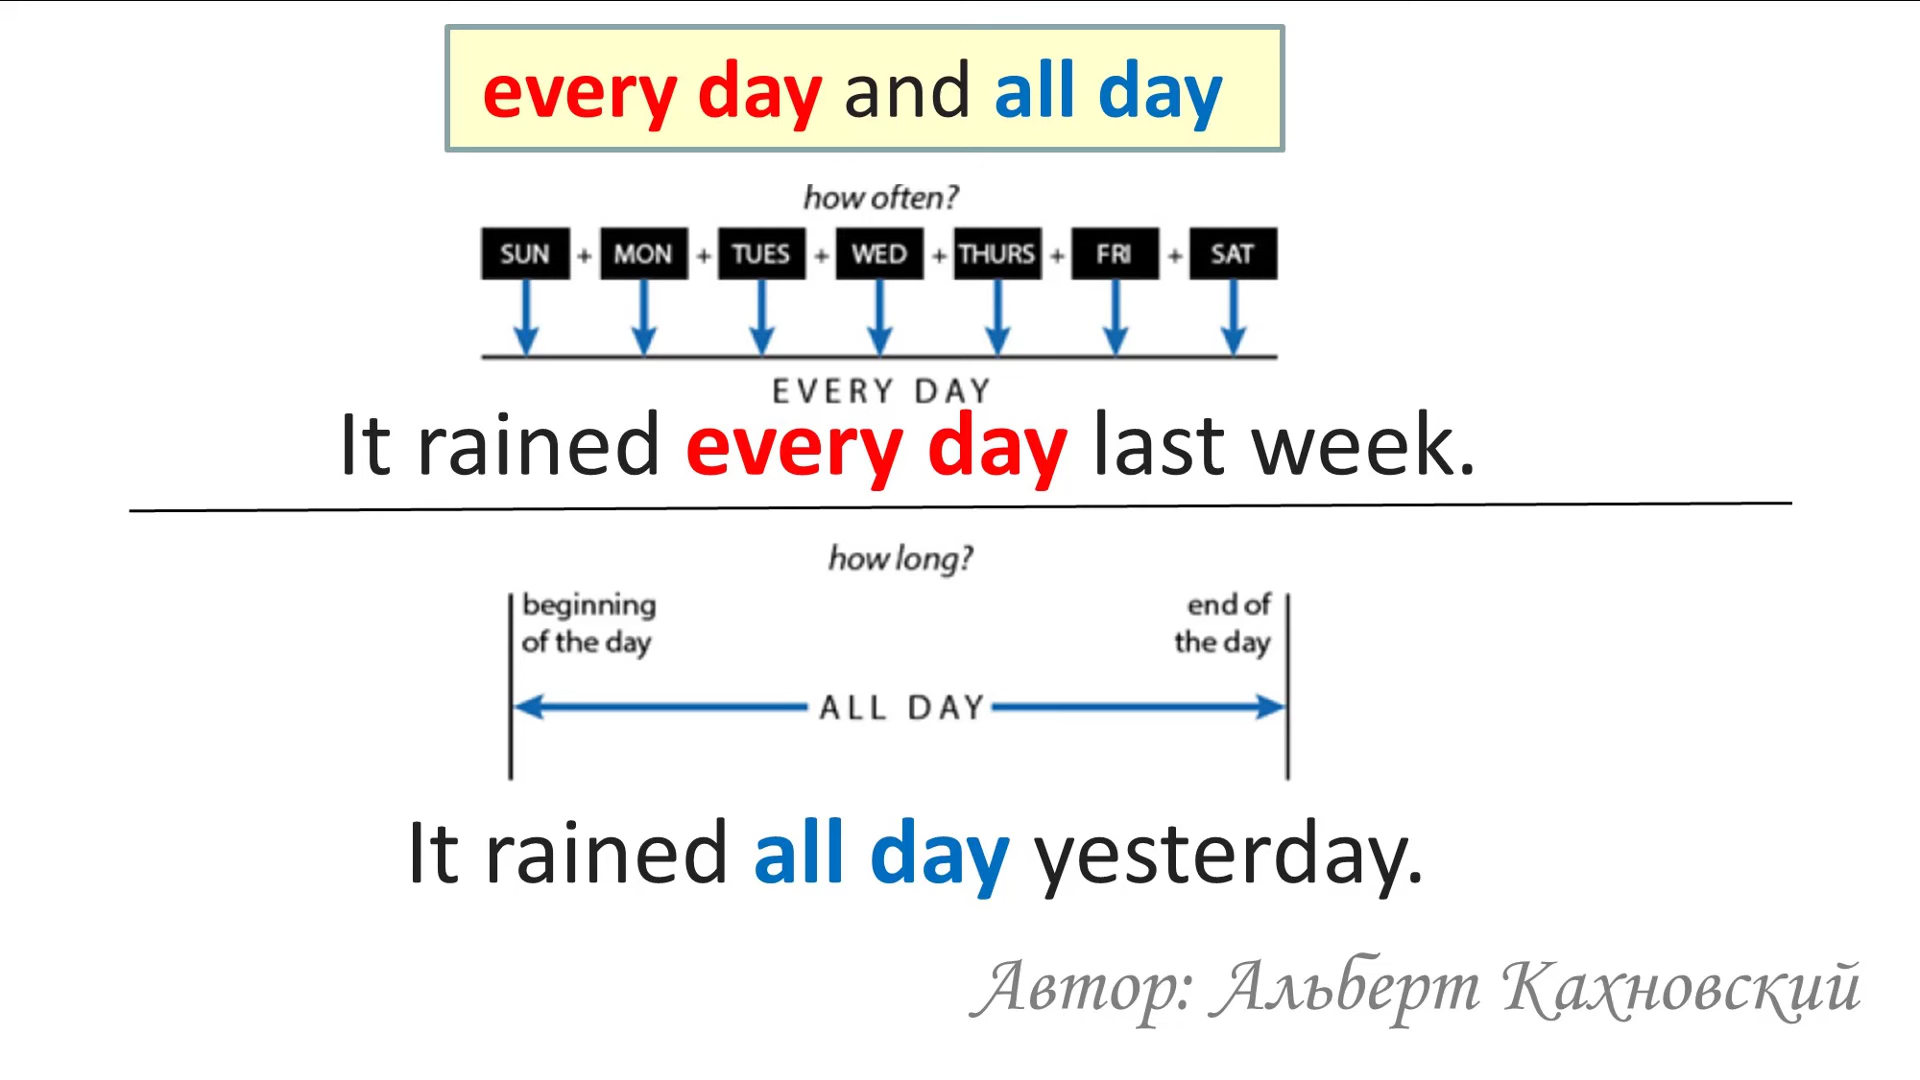 every day and all day
how often?
SUN + MON + TUES + WED + THURS + FRI + SAT
EVERY DAY
It rained every day last week.
how long?
beginning of the day
end of the day
ALL DAY
It rained all day yesterday.
Автор: Альберт Кахновский